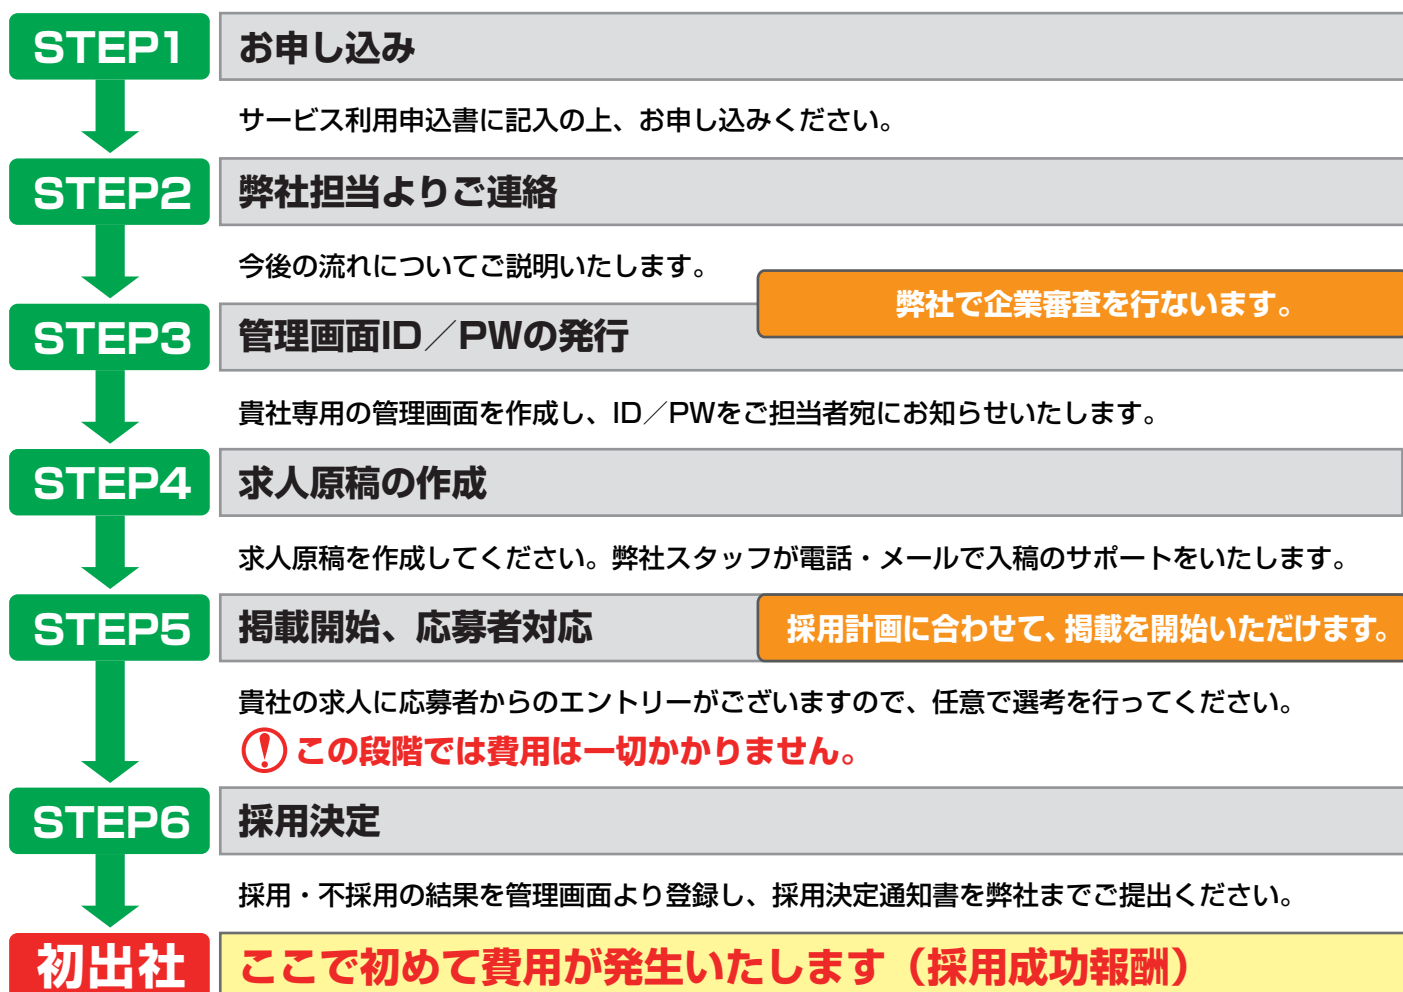 STEP1 お申し込み
サービス利用申込書に記入の上、お申し込みください。
STEP2 弊社担当よりご連絡
今後の流れについてご説明いたします。
弊社で企業審査を行ないます。
STEP3 管理画面ID／PWの発行
貴社専用の管理画面を作成し、ID／PWをご担当者宛にお知らせいたします。
STEP4 求人原稿の作成
求人原稿を作成してください。弊社スタッフが電話・メールで入稿のサポートをいたします。
STEP5 掲載開始、応募者対応
採用計画に合わせて、掲載を開始いただけます。
貴社の求人に応募者からのエントリーがございますので、任意で選考を行ってください。
この段階では費用は一切かかりません。
STEP6 採用決定
採用・不採用の結果を管理画面より登録し、採用決定通知書を弊社までご提出ください。
初出社 ここで初めて費用が発生いたします（採用成功報酬）